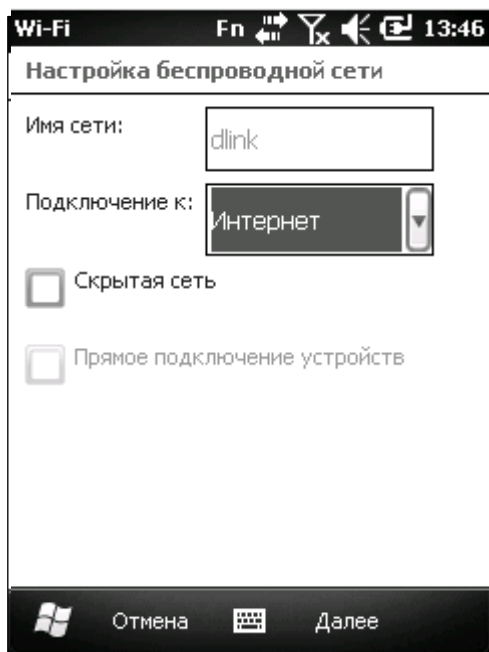 Wi-Fi Fn 13:46
Настройка беспроводной сети
Имя сети: dlink
Подключение к: Интернет
Скрытая сеть
Прямое подключение устройств
Отмена Далее